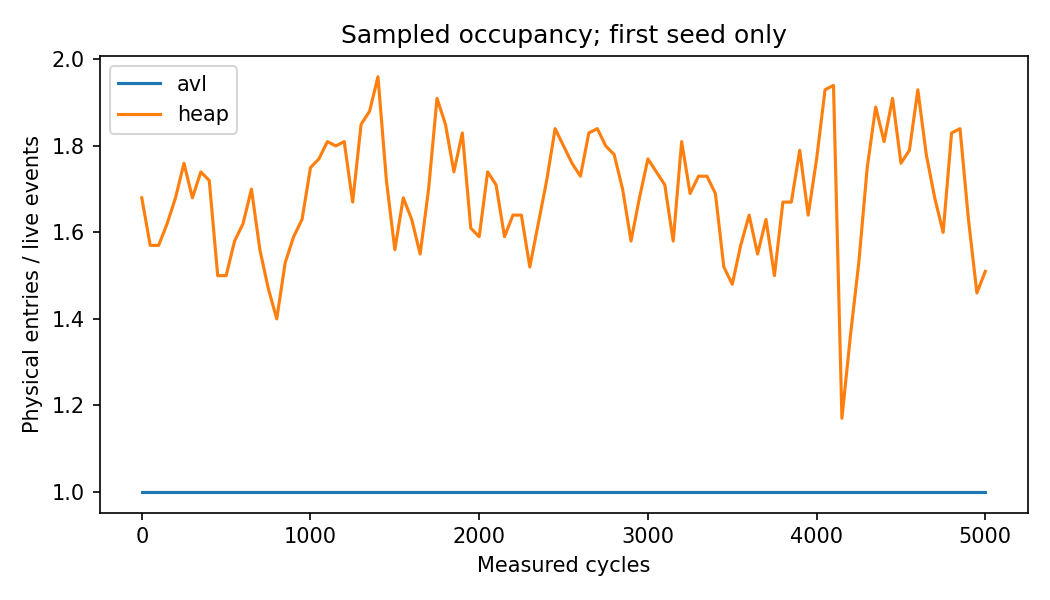 Sampled occupancy; first seed only
avl
heap
Physical entries / live events
2.0
1.8
1.6
1.4
1.2
1.0
0 1000 2000 3000 4000 5000
Measured cycles